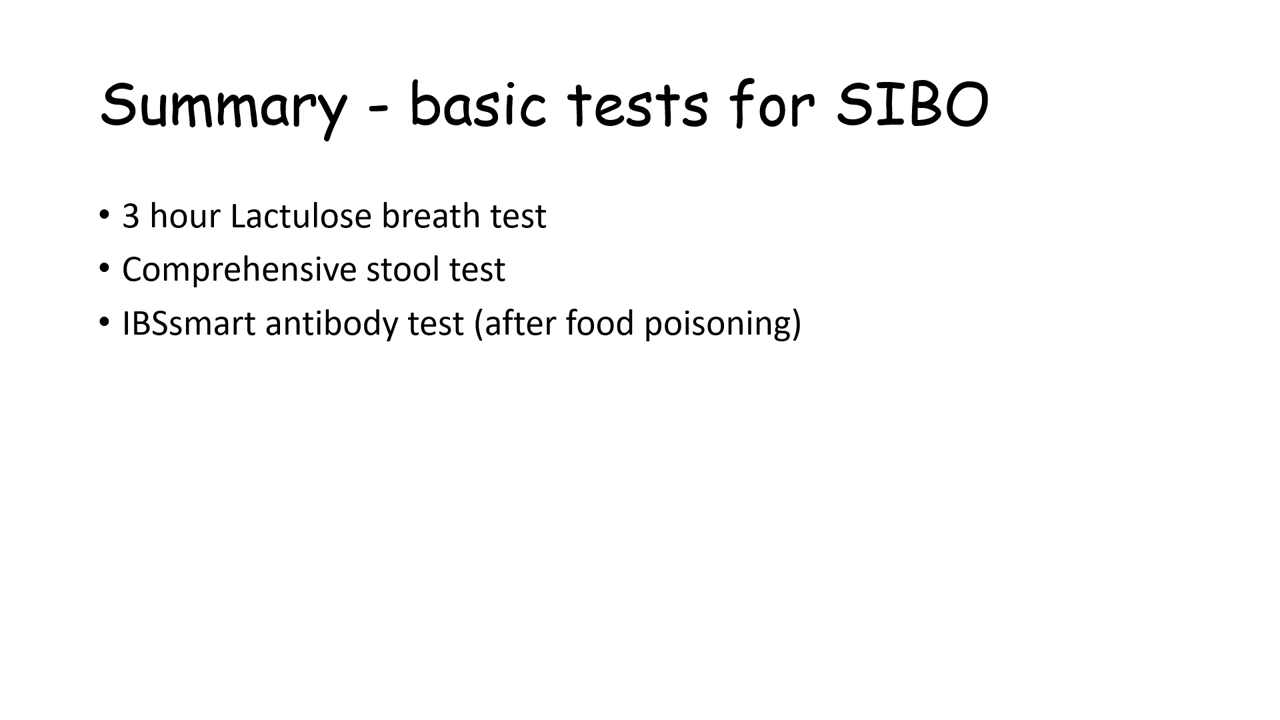 Summary - basic tests for SIBO
• 3 hour Lactulose breath test
• Comprehensive stool test
• IBSsmart antibody test (after food poisoning)